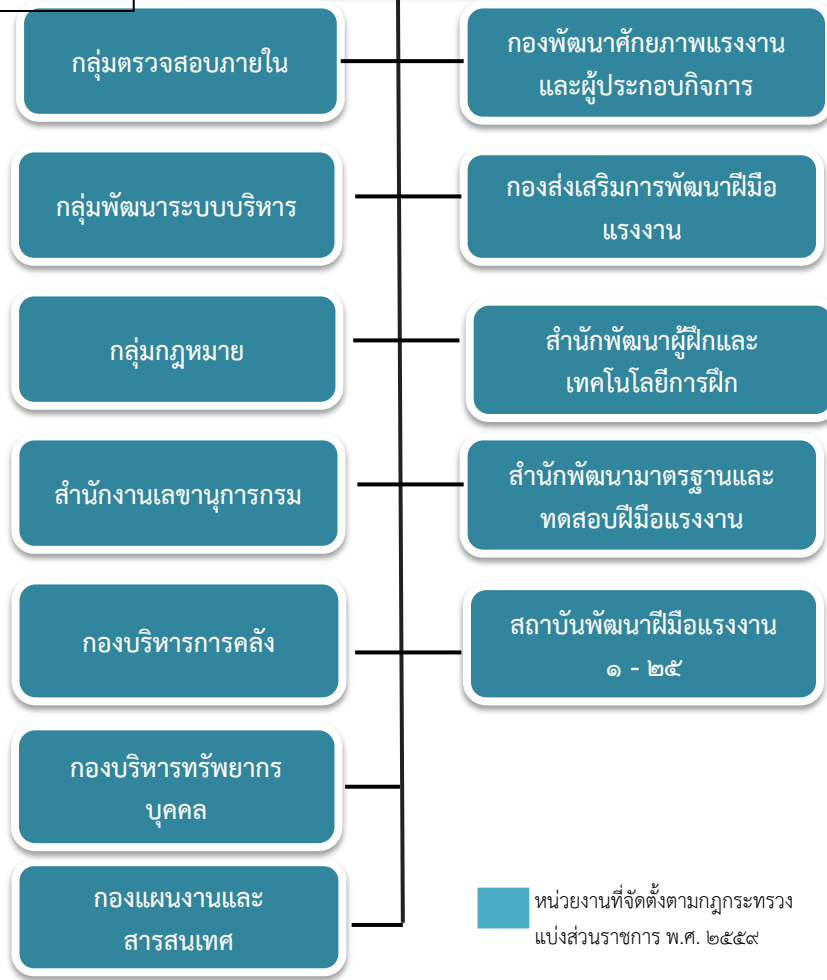 กลุ่มตรวจสอบภายใน
กองพัฒนาศักยภาพแรงงาน
และผู้ประกอบกิจการ
กลุ่มพัฒนาระบบบริหาร
กองส่งเสริมการพัฒนาฝีมือ
แรงงาน
กลุ่มกฎหมาย
สำนักพัฒนาผู้ฝึกและ
เทคโนโลยีการฝึก
สำนักงานเลขานุการกรม
สำนักพัฒนามาตรฐานและ
ทดสอบฝีมือแรงงาน
กองบริหารการคลัง
สถาบันพัฒนาฝีมือแรงงาน
๑ - ๒๕
กองบริหารทรัพยากร
บุคคล
กองแผนงานและ
สารสนเทศ
หน่วยงานที่จัดตั้งตามกฎกระทรวง
แบ่งส่วนราชการ พ.ศ. ๒๕๕๙